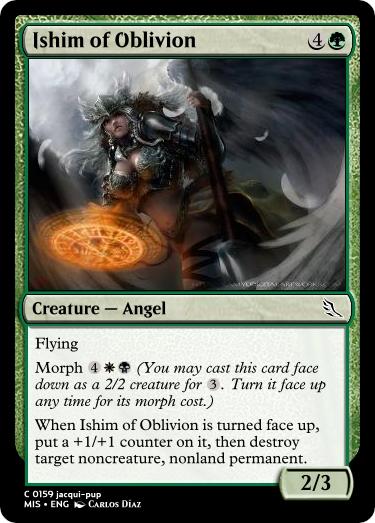 Ishim of Oblivion 4
Creature — Angel
Flying
Morph 4 (You may cast this card face
down as a 2/2 creature for 3. Turn it face up
any time for its morph cost.)
When Ishim of Oblivion is turned face up,
put a +1/+1 counter on it, then destroy
target noncreature, nonland permanent.
2/3
C 0159 jacqui-pup
MIS • ENG Carlos Díaz